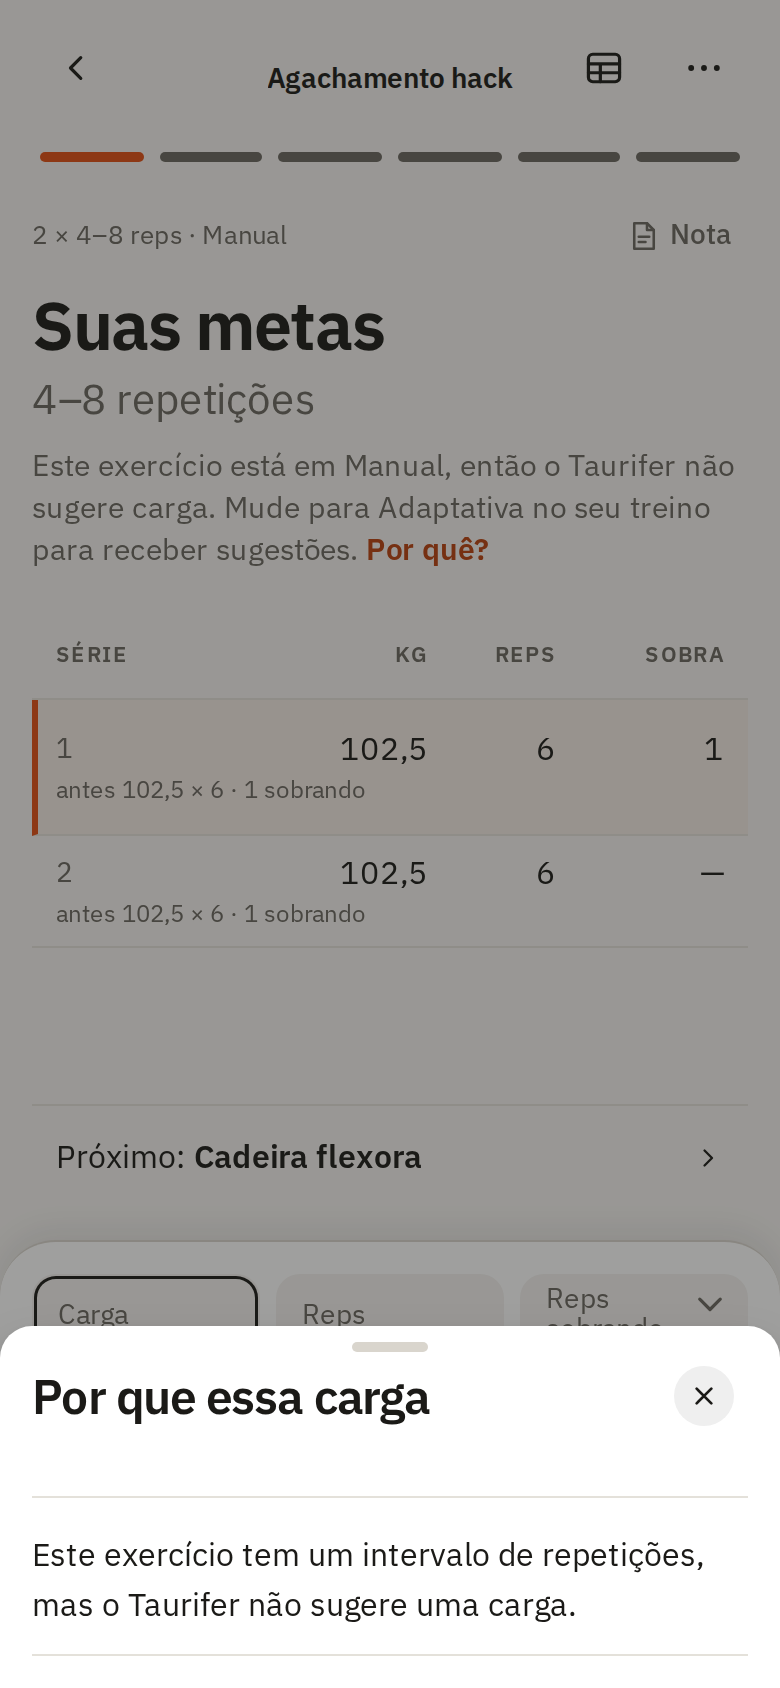 Agachamento hack
2 × 4–8 reps · Manual
Nota
Suas metas
4–8 repetições
Este exercício está em Manual, então o Taurifer não
sugere carga. Mude para Adaptativa no seu treino
para receber sugestões. Por quê?
SÉRIE KG REPS SOBRA
1 102,5 6 1
antes 102,5 × 6 · 1 sobrando
2 102,5 6 —
antes 102,5 × 6 · 1 sobrando
Próximo: Cadeira flexora
Carga Reps Reps
sobrando
Por que essa carga
Este exercício tem um intervalo de repetições,
mas o Taurifer não sugere uma carga.